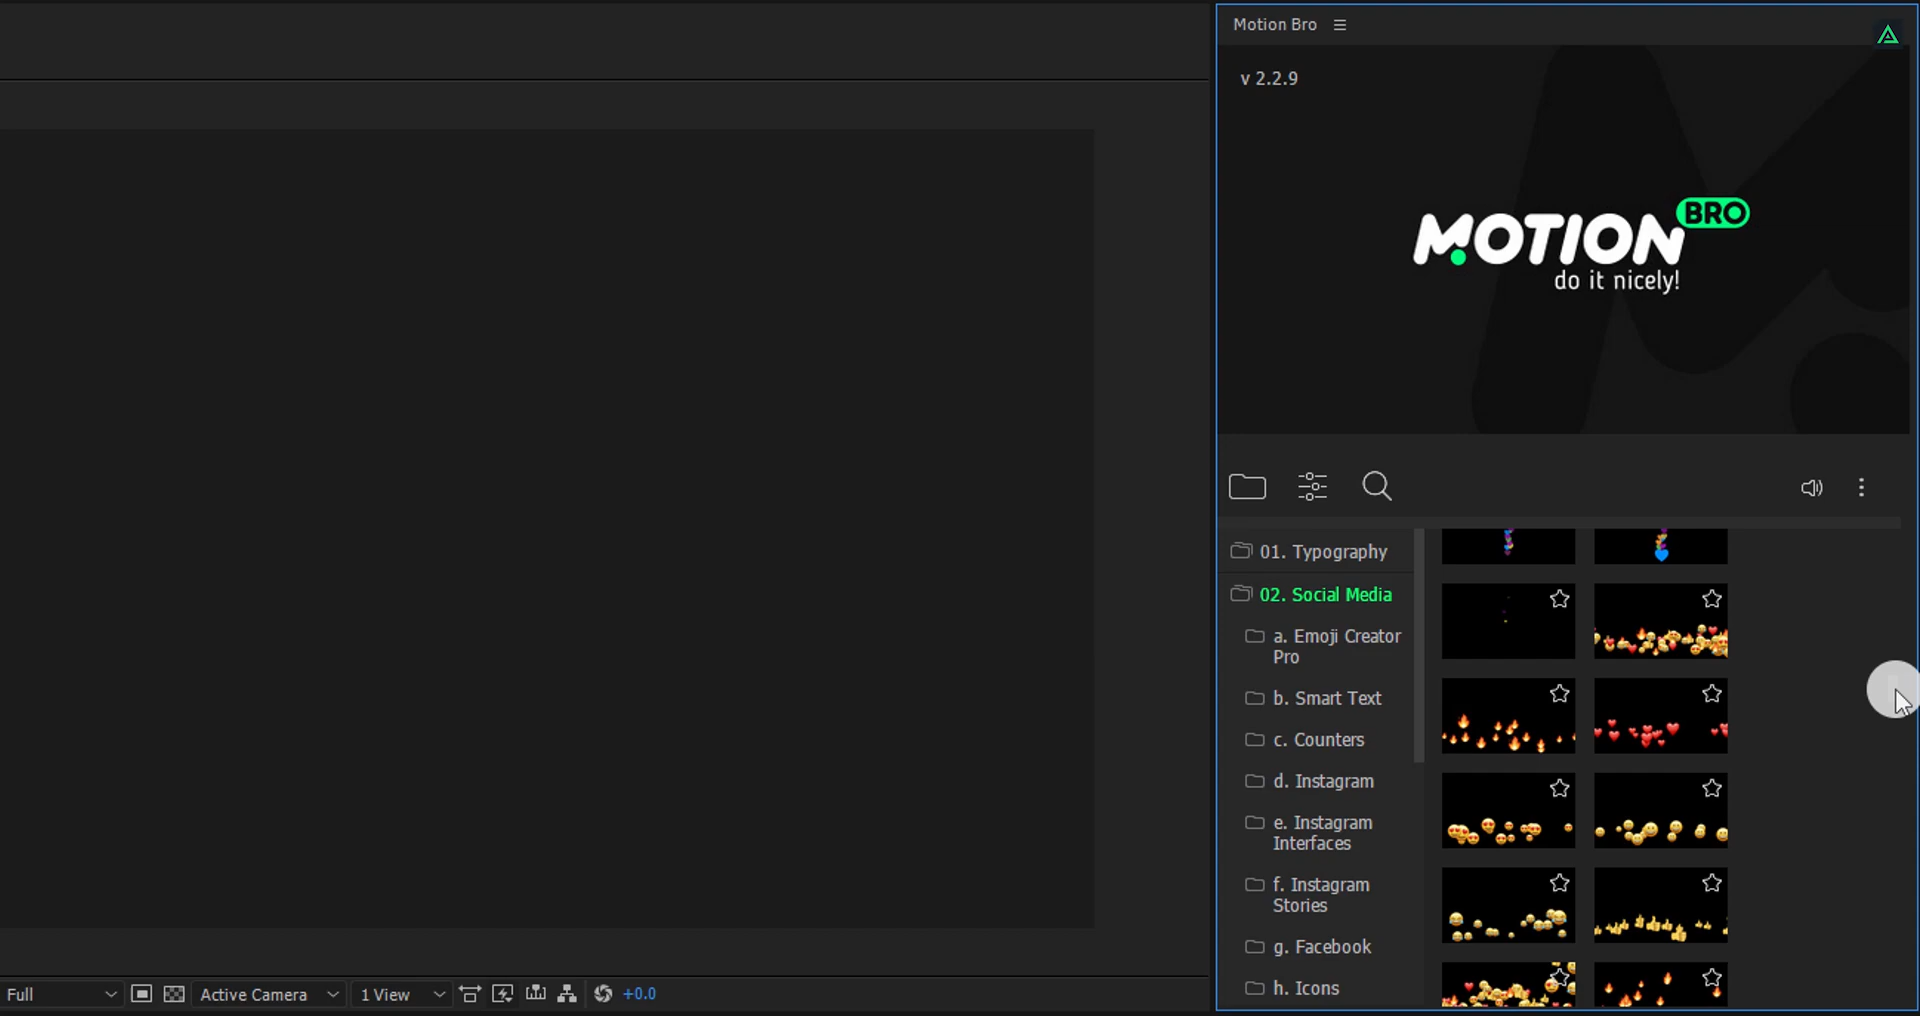 Motion Bro
v 2.2.9
MOTION BRO
do it nicely!
01. Typography
02. Social Media
a. Emoji Creator
Pro
b. Smart Text
c. Counters
d. Instagram
e. Instagram
Interfaces
f. Instagram
Stories
g. Facebook
h. Icons
Full
Active Camera
1 View
+0.0